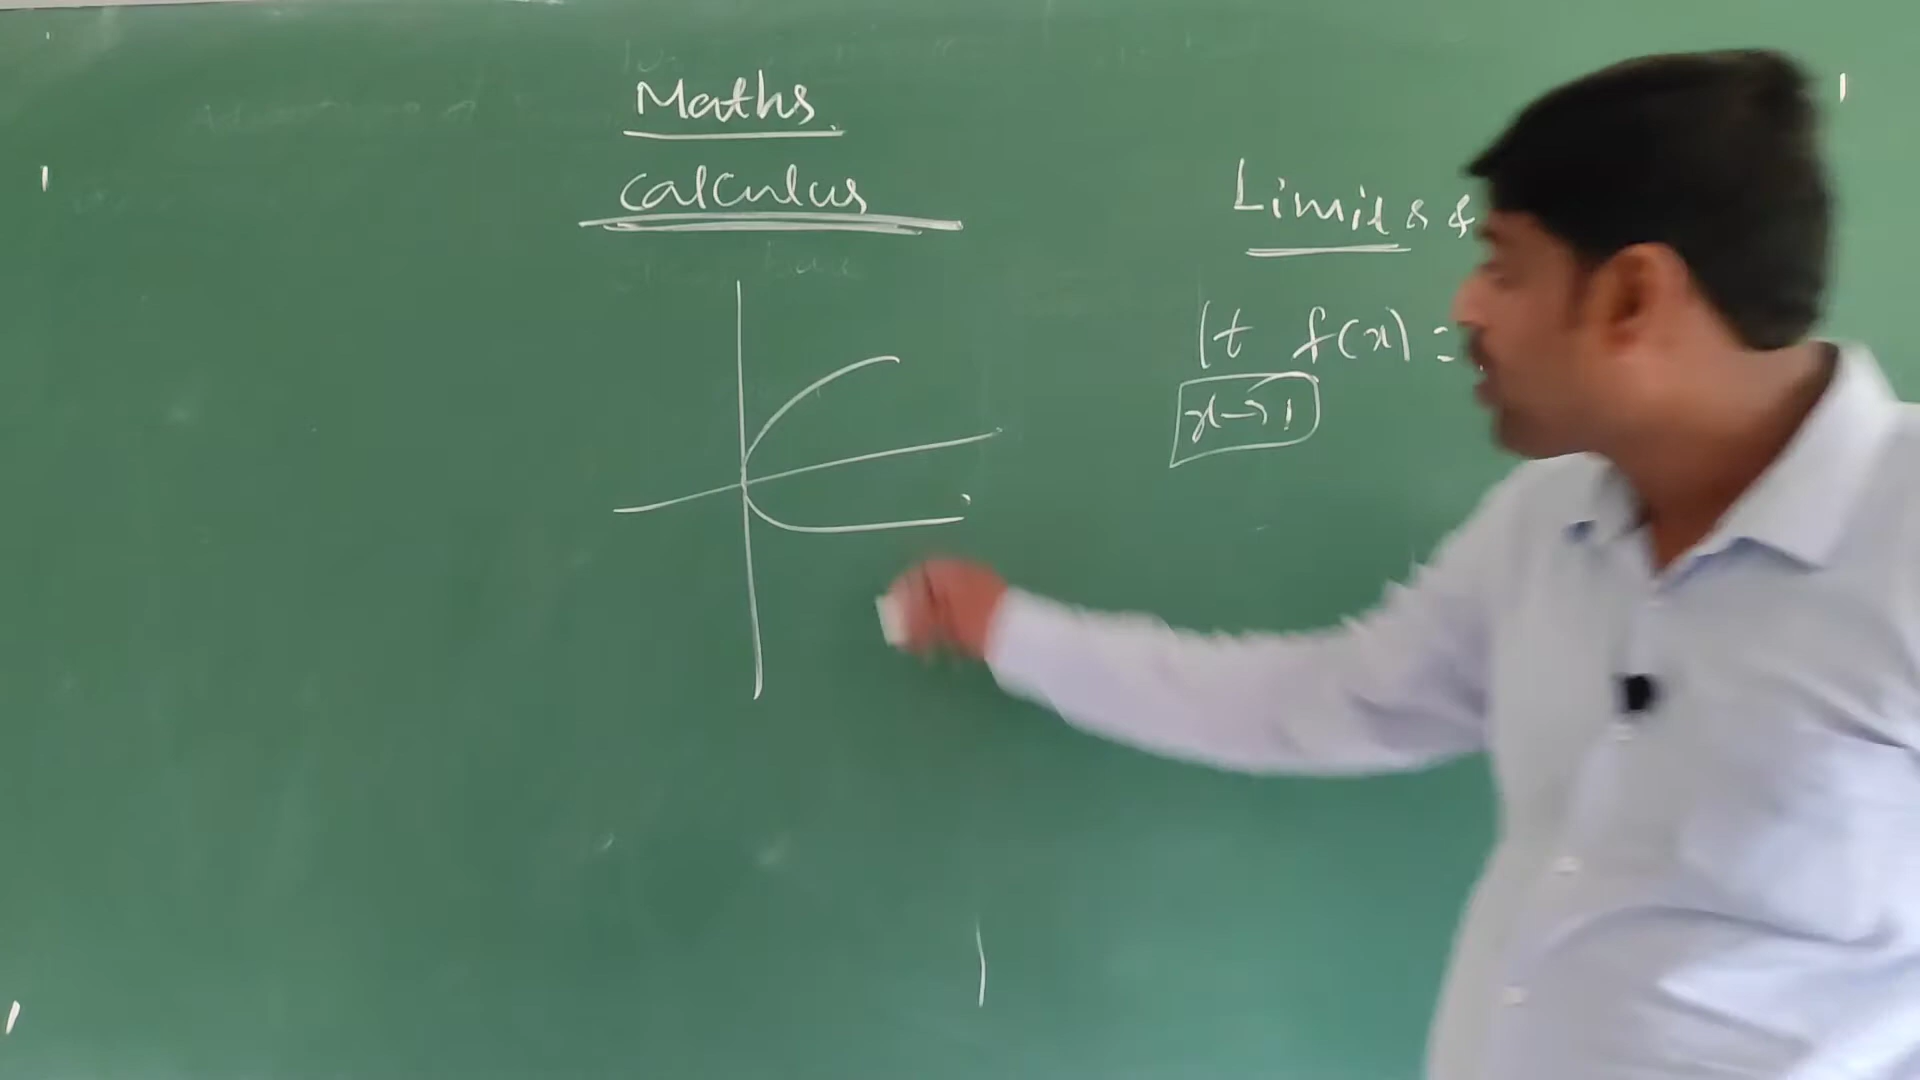 Maths.
Calculus
Limits &
lt f(x) =
x→1